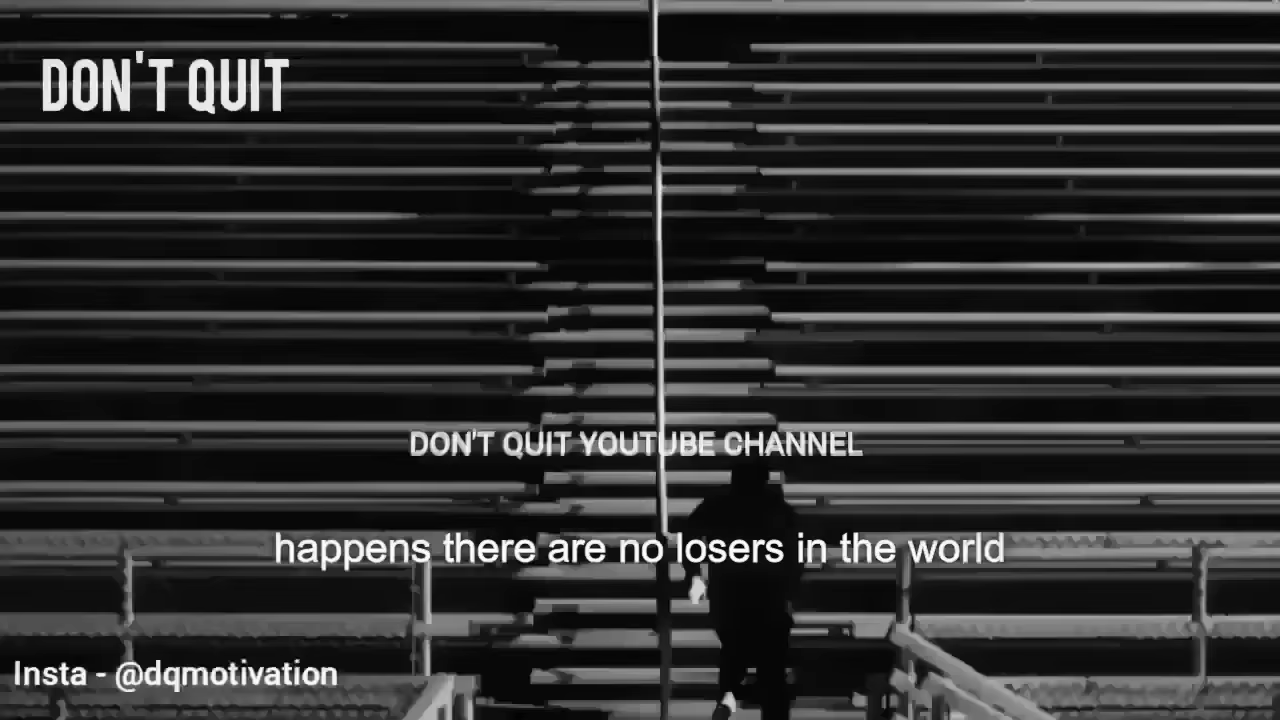 DON'T QUIT
DON'T QUIT YOUTUBE CHANNEL
happens there are no losers in the world
Insta - @dqmotivation